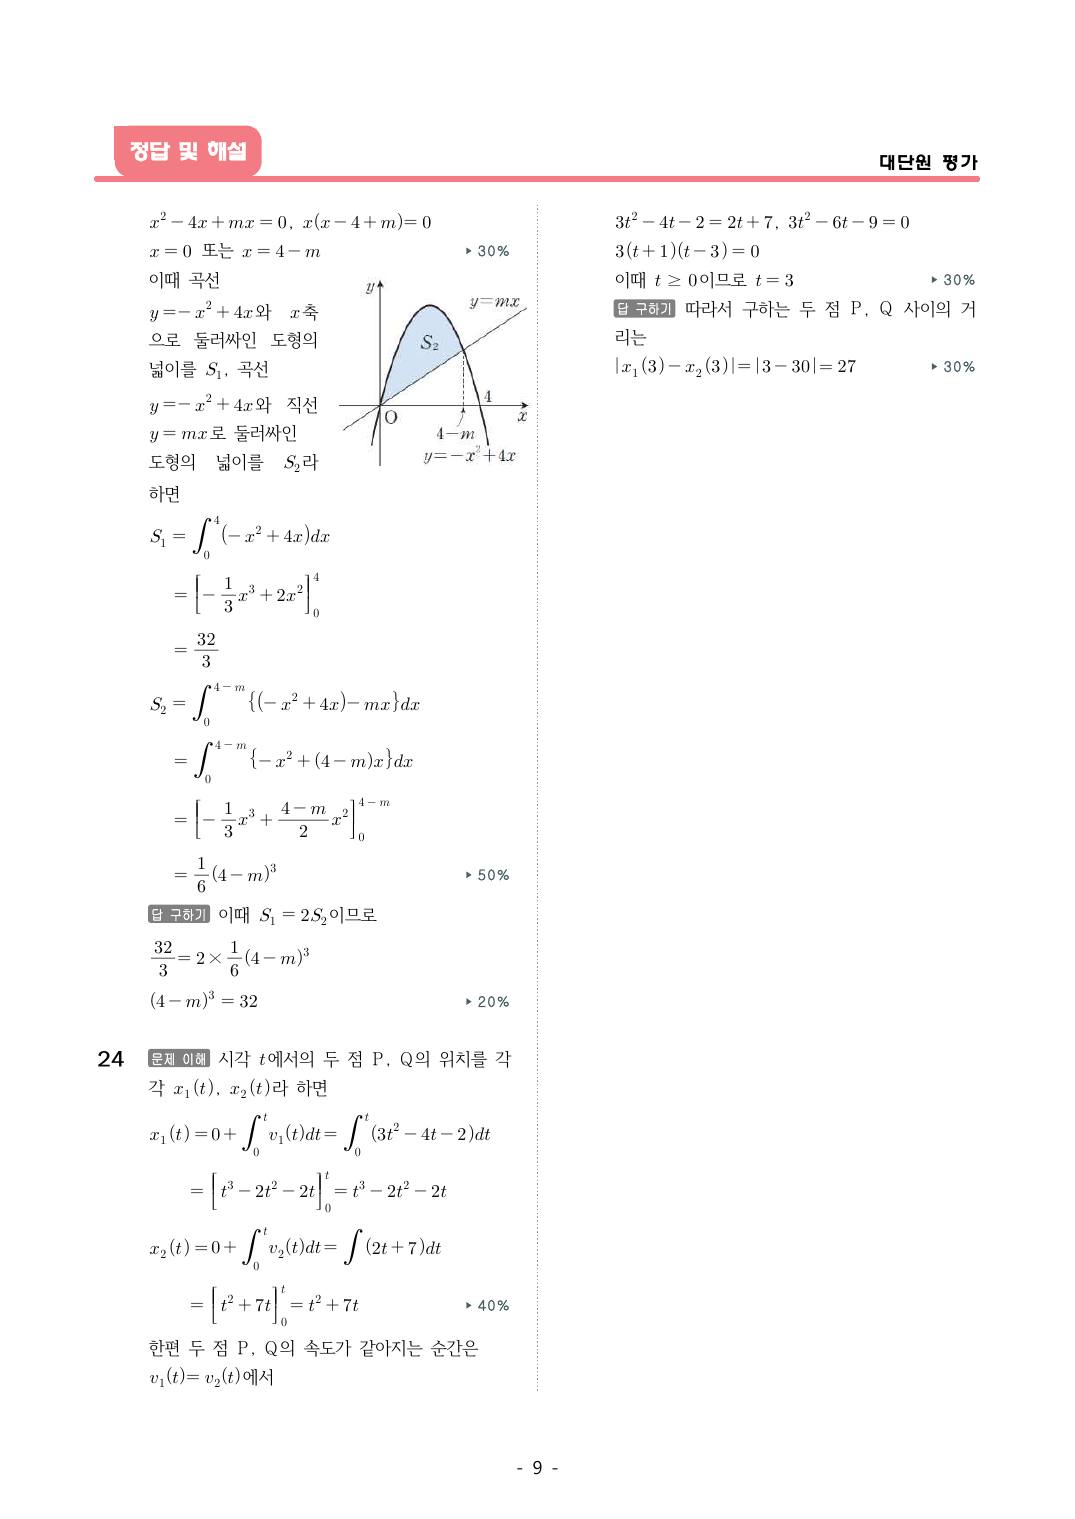 정답 및 해설
대단원 평가
x² − 4x + mx = 0, x(x − 4 + m) = 0
x = 0 또는 x = 4 − m ▸ 30%
이때 곡선
y = − x² + 4x와 x축
으로 둘러싸인 도형의
넓이를 S₁, 곡선
y = − x² + 4x와 직선
y = mx로 둘러싸인
도형의 넓이를 S₂라
하면
y
y=mx
S₂
4
O
x
4−m
y=−x²+4x
S₁ = ∫₀⁴ (− x² + 4x)dx
= [− 1/3 x³ + 2x²]₀⁴
= 32/3
S₂ = ∫₀^(4−m) {(− x² + 4x) − mx}dx
= ∫₀^(4−m) {− x² + (4 − m)x}dx
= [− 1/3 x³ + (4 − m)/2 x²]₀^(4−m)
= 1/6 (4 − m)³ ▸ 50%
답 구하기 이때 S₁ = 2S₂이므로
32/3 = 2 × 1/6 (4 − m)³
(4 − m)³ = 32 ▸ 20%
24 문제 이해 시각 t에서의 두 점 P, Q의 위치를 각
각 x₁(t), x₂(t)라 하면
x₁(t) = 0 + ∫₀ᵗ v₁(t)dt = ∫₀ᵗ (3t² − 4t − 2)dt
= [t³ − 2t² − 2t]₀ᵗ = t³ − 2t² − 2t
x₂(t) = 0 + ∫₀ᵗ v₂(t)dt = ∫ (2t + 7)dt
= [t² + 7t]₀ᵗ = t² + 7t ▸ 40%
한편 두 점 P, Q의 속도가 같아지는 순간은
v₁(t) = v₂(t)에서
3t² − 4t − 2 = 2t + 7, 3t² − 6t − 9 = 0
3(t + 1)(t − 3) = 0
이때 t ≥ 0이므로 t = 3 ▸ 30%
답 구하기 따라서 구하는 두 점 P, Q 사이의 거
리는
|x₁(3) − x₂(3)| = |3 − 30| = 27 ▸ 30%
- 9 -